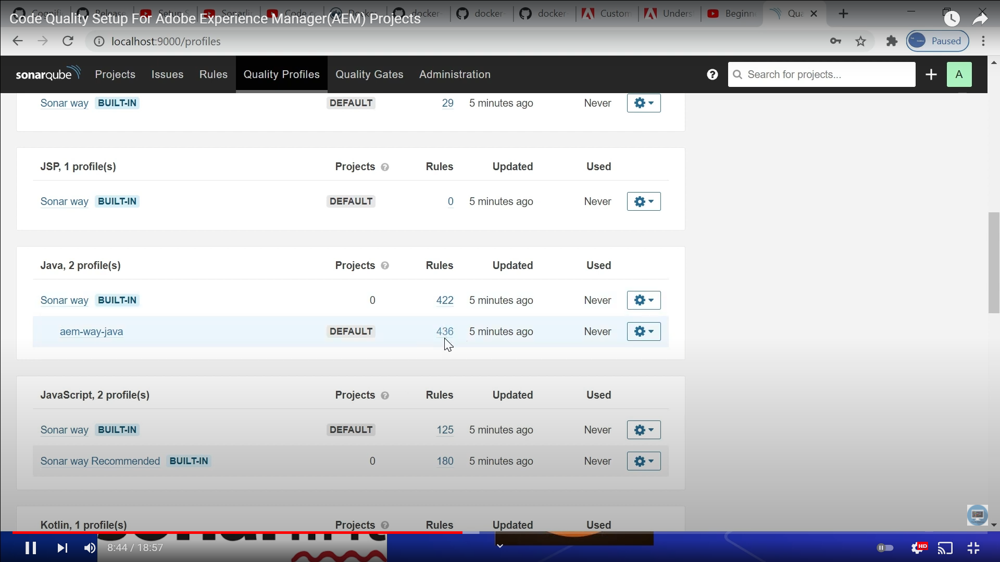 Code Quality Setup For Adobe Experience Manager(AEM) Projects
docker docker docker Custom Unders Beginn Qua
localhost:9000/profiles
Paused
sonarqube Projects Issues Rules Quality Profiles Quality Gates Administration ? Search for projects... + A
Sonar way BUILT-IN DEFAULT 29 5 minutes ago Never
JSP, 1 profile(s) Projects ? Rules Updated Used
Sonar way BUILT-IN DEFAULT 0 5 minutes ago Never
Java, 2 profile(s) Projects ? Rules Updated Used
Sonar way BUILT-IN 0 422 5 minutes ago Never
aem-way-java DEFAULT 436 5 minutes ago Never
JavaScript, 2 profile(s) Projects ? Rules Updated Used
Sonar way BUILT-IN DEFAULT 125 5 minutes ago Never
Sonar way Recommended BUILT-IN 0 180 5 minutes ago Never
Kotlin, 1 profile(s) Projects ? Rules Updated Used
8:44 / 18:57
HD